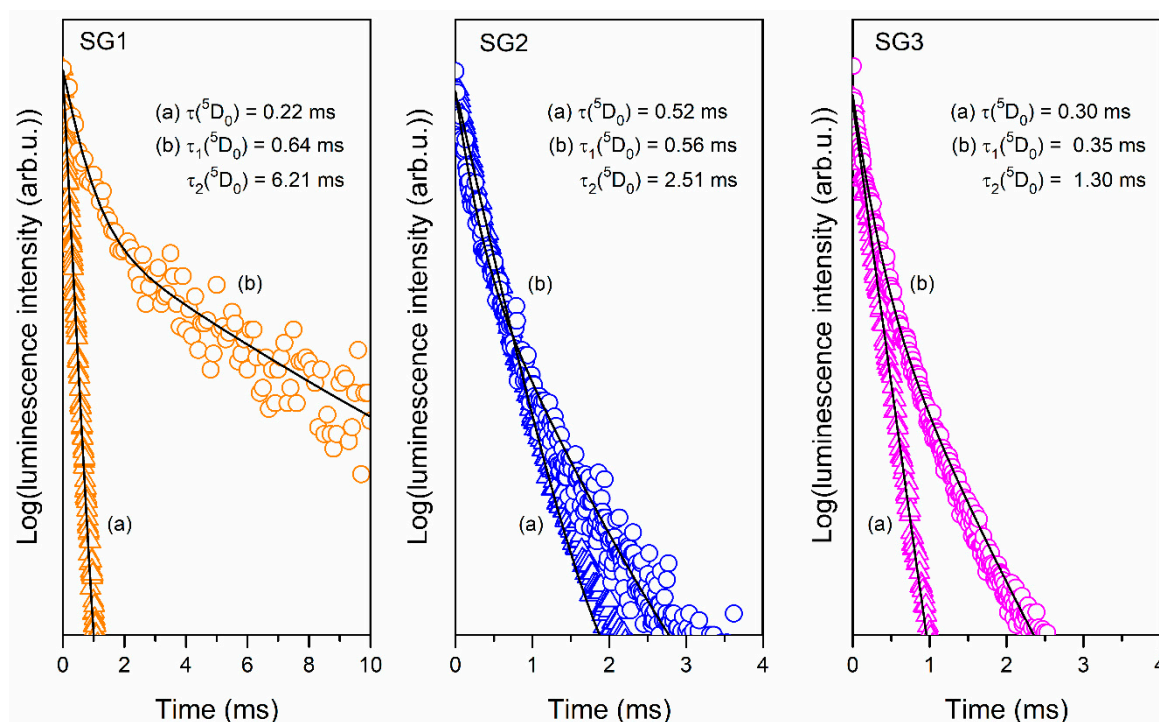 SG1
(a) τ(⁵D₀) = 0.22 ms
(b) τ₁(⁵D₀) = 0.64 ms
τ₂(⁵D₀) = 6.21 ms
(b)
(a)
Log(luminescence intensity (arb.u.))
0 2 4 6 8 10
Time (ms)
SG2
(a) τ(⁵D₀) = 0.52 ms
(b) τ₁(⁵D₀) = 0.56 ms
τ₂(⁵D₀) = 2.51 ms
(b)
(a)
Log(luminescence intensity (arb.u.))
0 1 2 3 4
Time (ms)
SG3
(a) τ(⁵D₀) = 0.30 ms
(b) τ₁(⁵D₀) = 0.35 ms
τ₂(⁵D₀) = 1.30 ms
(b)
(a)
Log(luminescence intensity (arb.u.))
0 1 2 3 4
Time (ms)